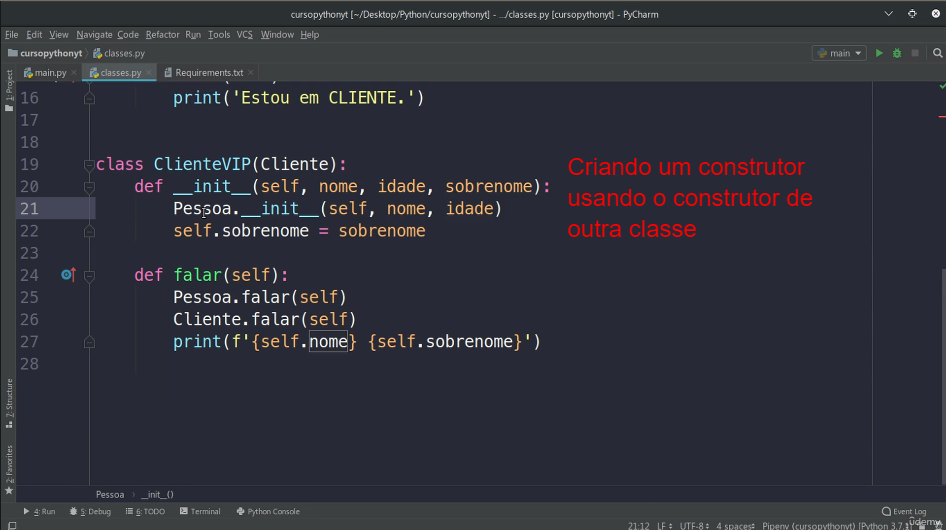 cursopythonyt [~/Desktop/Python/cursopythonyt] - .../classes.py [cursopythonyt] - PyCharm
File Edit View Navigate Code Refactor Run Tools VCS Window Help
cursopythonyt classes.py main
main.py classes.py Requirements.txt
1: Project
16 print('Estou em CLIENTE.')
17
18
19 class ClienteVIP(Cliente):
20 def __init__(self, nome, idade, sobrenome):
21 Pessoa.__init__(self, nome, idade)
22 self.sobrenome = sobrenome
23
24 def falar(self):
25 Pessoa.falar(self)
26 Cliente.falar(self)
27 print(f'{self.nome} {self.sobrenome}')
28
Criando um construtor
usando o construtor de
outra classe
7: Structure
2: Favorites
Pessoa __init__()
4: Run 5: Debug 6: TODO Terminal Python Console Event Log
21:12 LF UTF-8 4 spaces Pipenv (cursopythonyt) [Python 3.7.
udemy